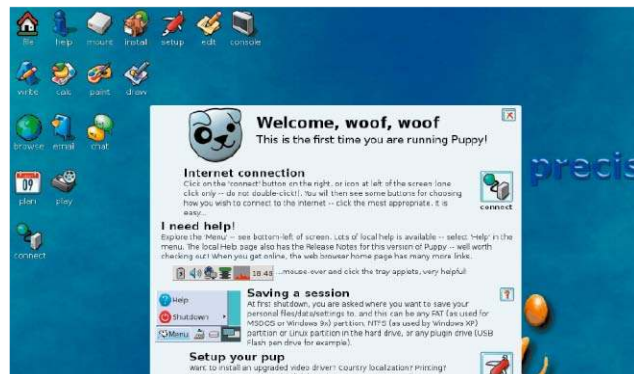 file help mount install setup edit console
write calc paint draw
browse email chat
plan play
connect
precis
Welcome, woof, woof
This is the first time you are running Puppy!
Internet connection
Click on the 'connect' button on the right, or icon at left of the screen (one
click only -- do not double-click!). You will then see some buttons for choosing
how you wish to connect to the internet -- click the most appropriate. It is
easy...
connect
I need help!
Explore the 'Menu' -- see bottom-left of screen. Lots of local help is available -- select 'Help' in the
menu. The local Help page also has the Release Notes for this version of Puppy -- well worth
checking out! When you get online, the web browser home page has many more links.
18:43 ...mouse-over and click the tray applets, very helpful!
Saving a session
At first shutdown, you are asked where you want to save your
personal files/data/settings to, and this can be any FAT (as used for
MSDOS or Windows 9x) partition, NTFS (as used by Windows XP)
partition or Linux partition in the hard drive, or any plugin drive (USB
Flash pen drive for example).
Help
Shutdown
Menu
Setup your pup
Want to install an upgraded video driver? Country localization? Printing?